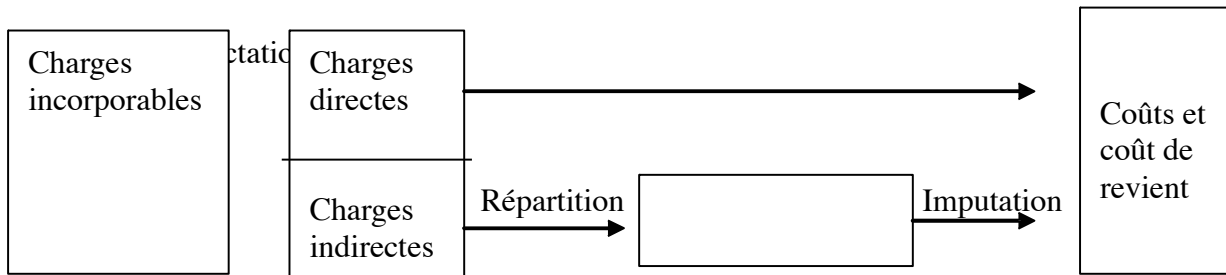 Charges
incorporables
Charges
directes
Charges
indirectes
Répartition
Imputation
Coûts et
coût de
revient